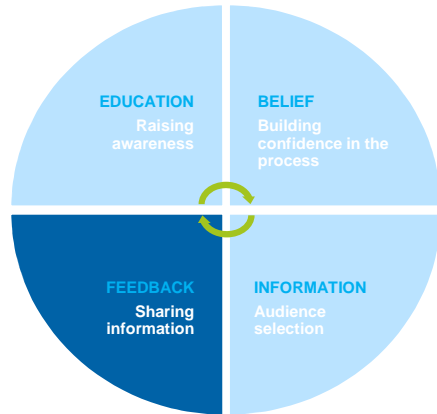 EDUCATION
Raising
awareness
BELIEF
Building
confidence in the
process
FEEDBACK
Sharing
information
INFORMATION
Audience
selection